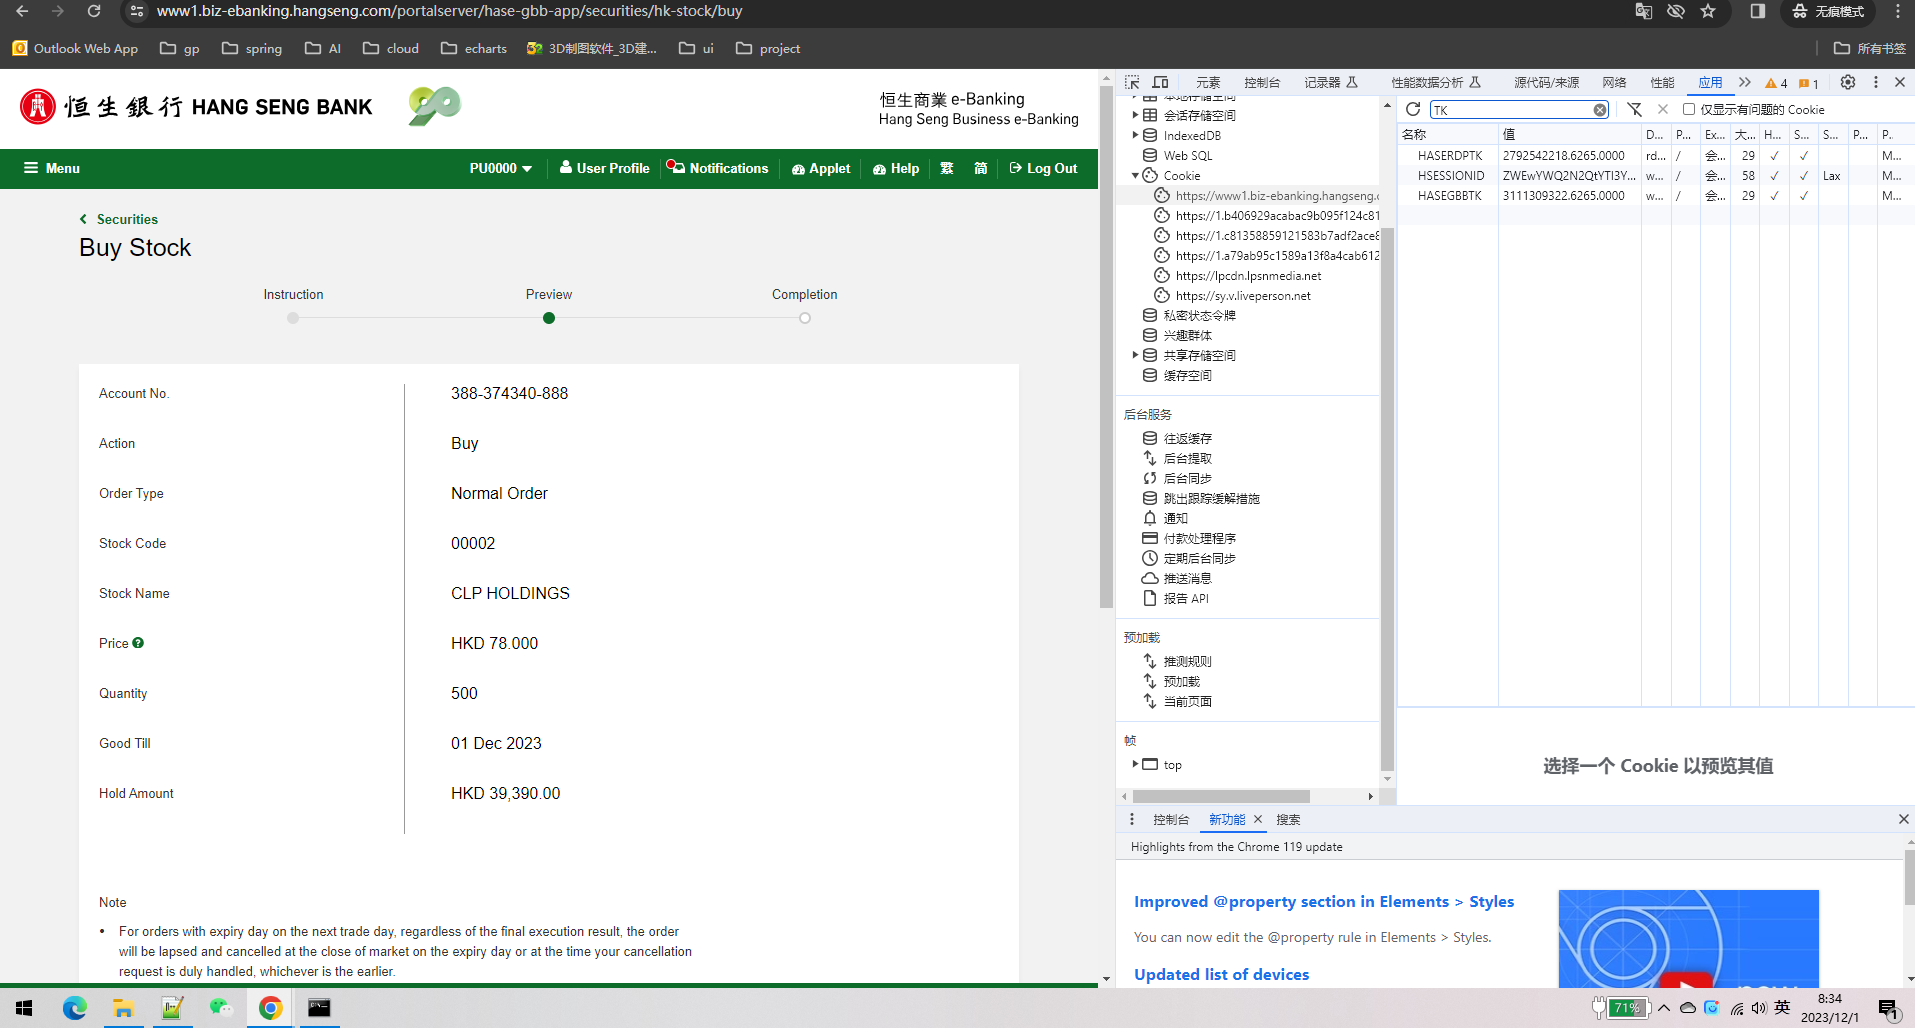 www1.biz-ebanking.hangseng.com/portalserver/hase-gbb-app/securities/hk-stock/buy
无痕模式
Outlook Web App
gp
spring
AI
cloud
echarts
3D制图软件_3D建...
ui
project
所有书签
恒生銀行 HANG SENG BANK
90
恒生商業 e-Banking
Hang Seng Business e-Banking
Menu
PU0000
User Profile
Notifications
Applet
Help
繁
简
Log Out
Securities
Buy Stock
Instruction
Preview
Completion
Account No.
388-374340-888
Action
Buy
Order Type
Normal Order
Stock Code
00002
Stock Name
CLP HOLDINGS
Price
HKD 78.000
Quantity
500
Good Till
01 Dec 2023
Hold Amount
HKD 39,390.00
Note
• For orders with expiry day on the next trade day, regardless of the final execution result, the order
will be lapsed and cancelled at the close of market on the expiry day or at the time your cancellation
request is duly handled, whichever is the earlier.
元素
控制台
记录器
性能数据分析
源代码/来源
网络
性能
应用
4
1
本地存储空间
会话存储空间
IndexedDB
Web SQL
Cookie
https://www1.biz-ebanking.hangseng.c
https://1.b406929acabac9b095f124c81
https://1.c81358859121583b7adf2ace8
https://1.a79ab95c1589a13f8a4cab612
https://lpcdn.lpsnmedia.net
https://sy.v.liveperson.net
私密状态令牌
兴趣群体
共享存储空间
缓存空间
后台服务
往返缓存
后台提取
后台同步
跳出跟踪缓解措施
通知
付款处理程序
定期后台同步
推送消息
报告 API
预加载
推测规则
预加载
当前页面
帧
top
TK
仅显示有问题的 Cookie
名称 值 D... P... Ex... 大... H... S... S... P... P.
HASERDPTK 2792542218.6265.0000 rd... / 会... 29 ✓ ✓ M...
HSESSIONID ZWEwYWQ2N2QtYTI3Y... w... / 会... 58 ✓ ✓ Lax M...
HASEGBBTK 3111309322.6265.0000 w... / 会... 29 ✓ ✓ M...
选择一个 Cookie 以预览其值
控制台
新功能
搜索
Highlights from the Chrome 119 update
Improved @property section in Elements > Styles
You can now edit the @property rule in Elements > Styles.
Updated list of devices
71%
英
8:34
2023/12/1
1